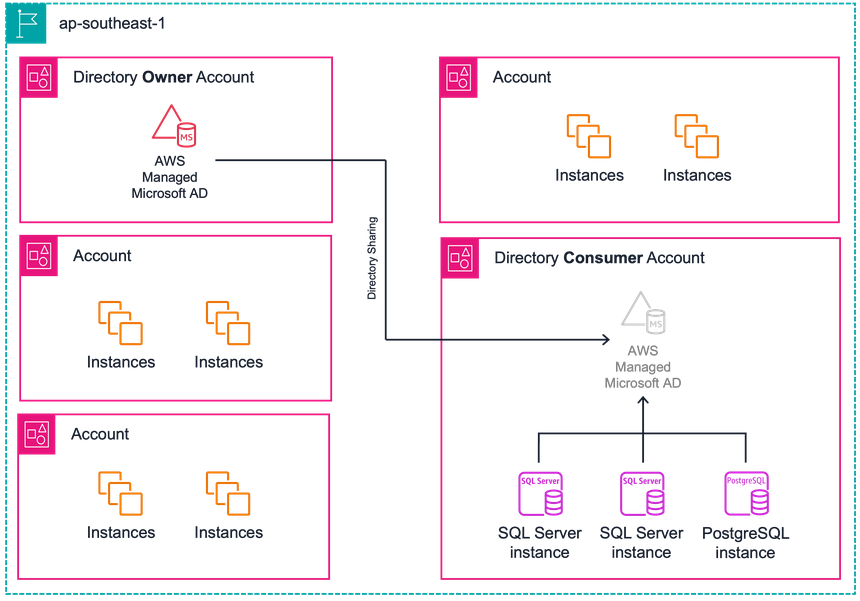 ap-southeast-1
Directory Owner Account
MS
AWS
Managed
Microsoft AD
Account
Instances
Instances
Directory Sharing
Account
Instances
Instances
Directory Consumer Account
MS
AWS
Managed
Microsoft AD
Account
Instances
Instances
SQL Server
SQL Server
PostgreSQL
SQL Server
instance
SQL Server
instance
PostgreSQL
instance